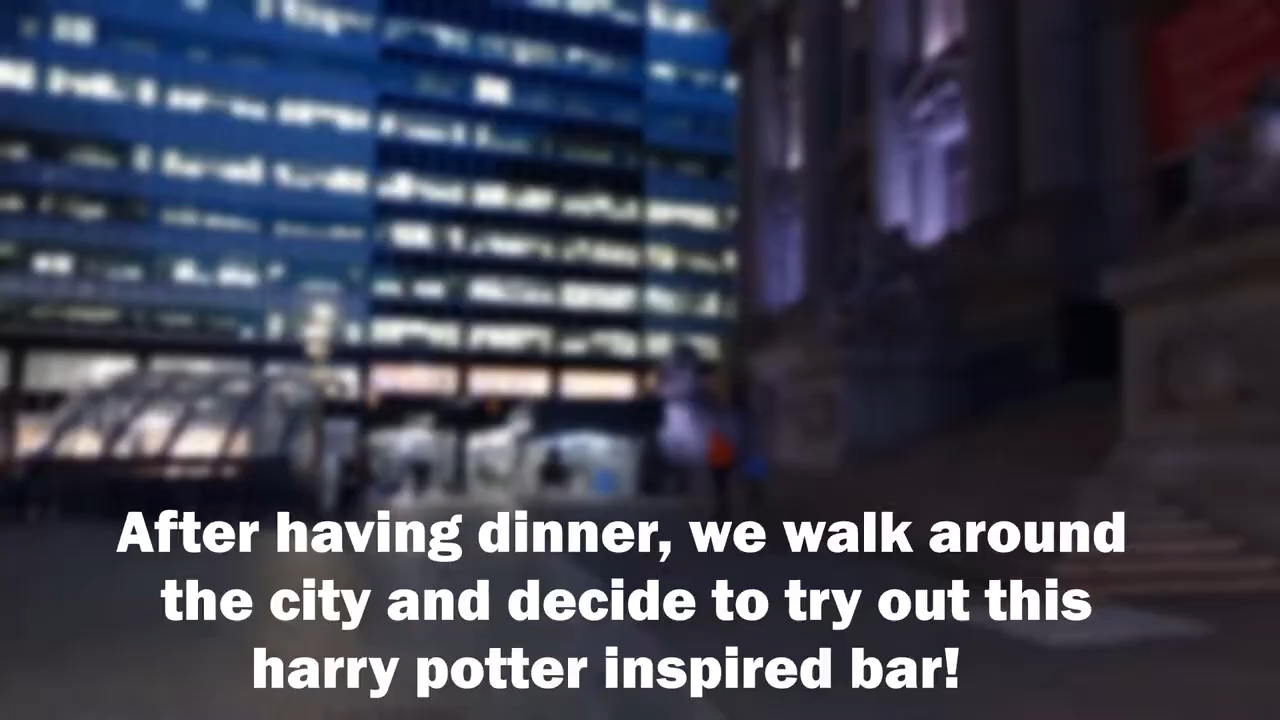 After having dinner, we walk around
the city and decide to try out this
harry potter inspired bar!